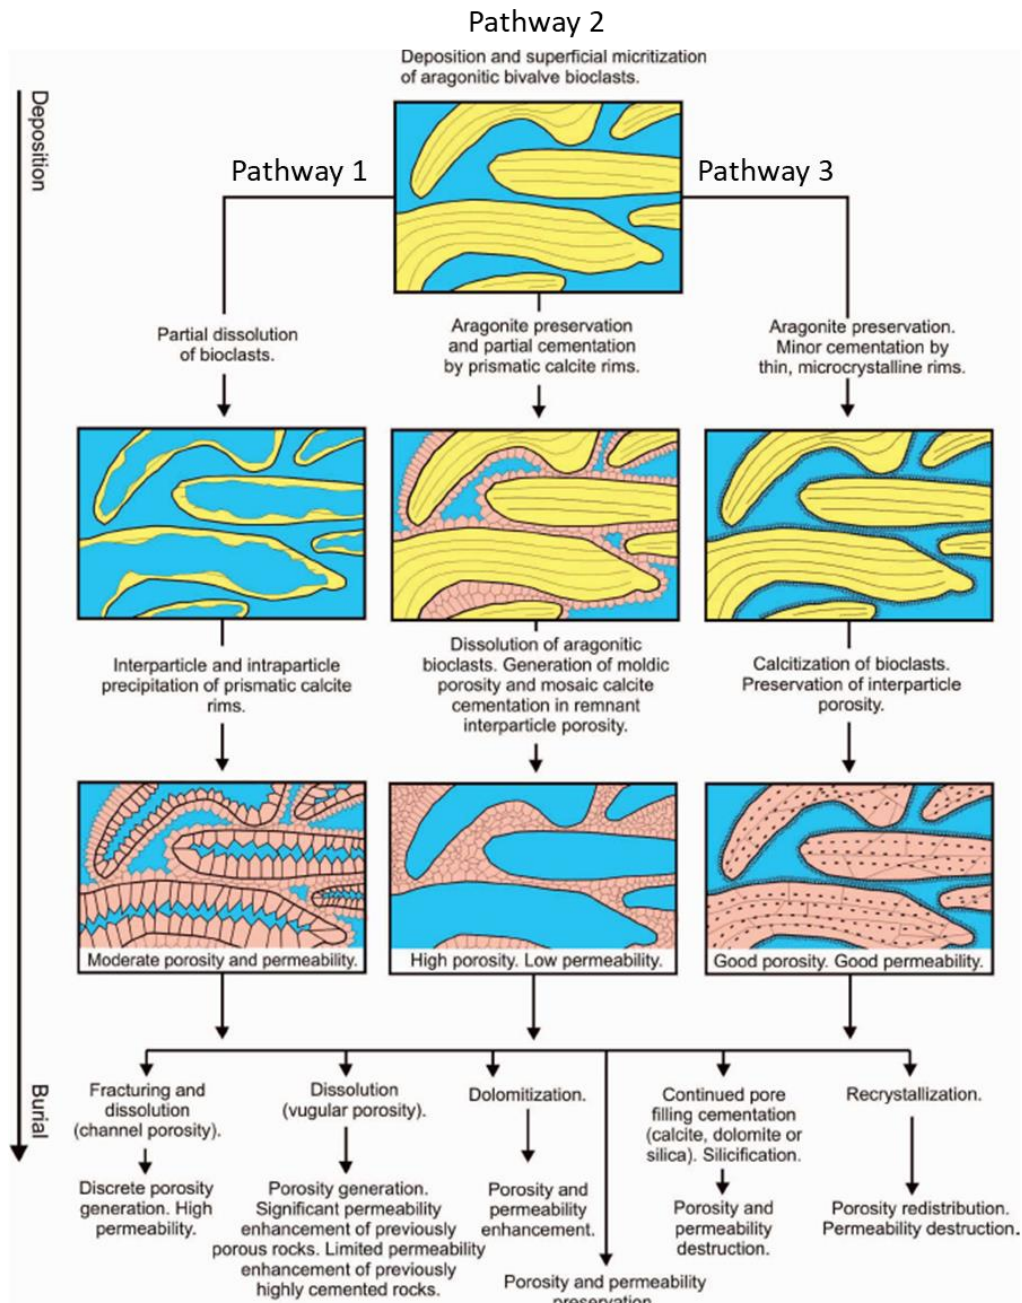 Pathway 2
Deposition and superficial micritization
of aragonitic bivalve bioclasts.
Deposition
Pathway 1
Pathway 3
Partial dissolution
of bioclasts.
Aragonite preservation
and partial cementation
by prismatic calcite rims.
Aragonite preservation.
Minor cementation by
thin, microcrystalline rims.
Interparticle and intraparticle
precipitation of prismatic calcite
rims.
Dissolution of aragonitic
bioclasts. Generation of moldic
porosity and mosaic calcite
cementation in remnant
interparticle porosity.
Calcitization of bioclasts.
Preservation of interparticle
porosity.
Moderate porosity and permeability.
High porosity. Low permeability.
Good porosity. Good permeability.
Burial
Fracturing and
dissolution
(channel porosity).
Dissolution
(vugular porosity).
Dolomitization.
Continued pore
filling cementation
(calcite, dolomite or
silica). Silicification.
Recrystallization.
Discrete porosity
generation. High
permeability.
Porosity generation.
Significant permeability
enhancement of previously
porous rocks. Limited permeability
enhancement of previously
highly cemented rocks.
Porosity and
permeability
enhancement.
Porosity and
permeability
destruction.
Porosity redistribution.
Permeability destruction.
Porosity and permeability
preservation